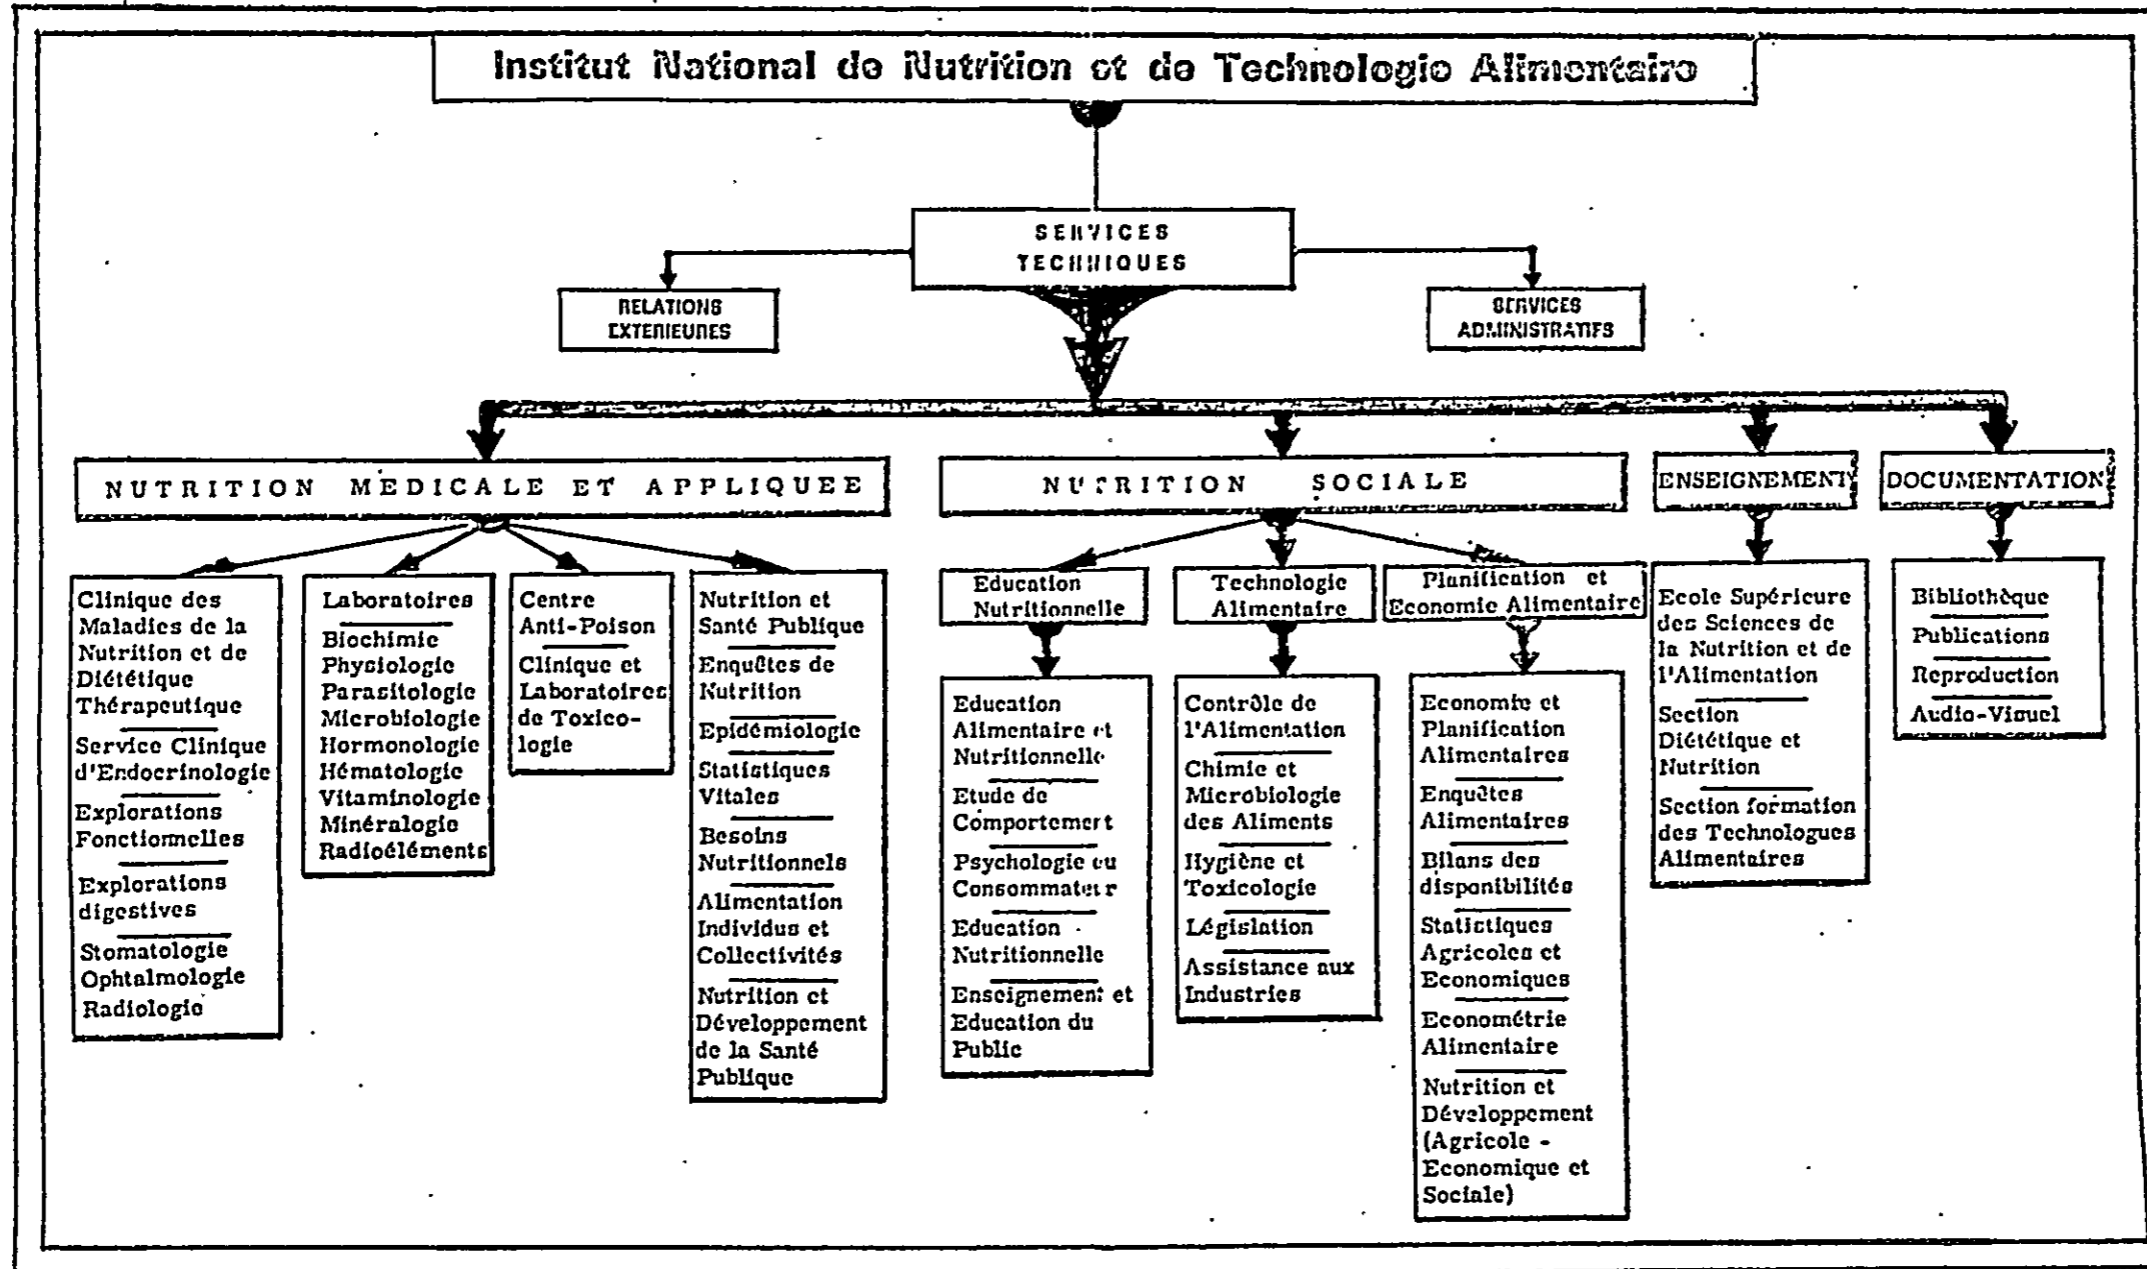 Institut National de Nutrition et de Technologie Alimentaire
SERVICES
TECHNIQUES
RELATIONS
EXTERIEURES
SERVICES
ADMINISTRATIFS
NUTRITION MEDICALE ET APPLIQUEE
NUTRITION SOCIALE
ENSEIGNEMENT
DOCUMENTATION
Clinique des
Maladies de la
Nutrition et de
Diététique
Thérapeutique
Service Clinique
d'Endocrinologie
Explorations
Fonctionnelles
Explorations
digestives
Stomatologie
Ophtalmologie
Radiologie
Laboratoires
Biochimie
Physiologie
Parasitologie
Microbiologie
Hormonologie
Hématologie
Vitaminologie
Minéralogie
Radioéléments
Centre
Anti-Poison
Clinique et
Laboratoires
de Toxico-
logie
Nutrition et
Santé Publique
Enquêtes de
Nutrition
Epidémiologie
Statistiques
Vitales
Besoins
Nutritionnels
Alimentation
Individus et
Collectivités
Nutrition et
Développement
de la Santé
Publique
Education
Nutritionnelle
Education
Alimentaire et
Nutritionnelle
Etude de
Comportement
Psychologie du
Consommateur
Education
Nutritionnelle
Enseignement et
Education du
Public
Technologie
Alimentaire
Contrôle de
l'Alimentation
Chimie et
Microbiologie
des Aliments
Hygiène et
Toxicologie
Législation
Assistance aux
Industries
Planification et
Economie Alimentaire
Economie et
Planification
Alimentaires
Enquêtes
Alimentaires
Bilans des
disponibilités
Statistiques
Agricoles et
Economiques
Econométrie
Alimentaire
Nutrition et
Développement
(Agricole -
Economique et
Sociale)
Ecole Supérieure
des Sciences de
la Nutrition et de
l'Alimentation
Section
Diététique et
Nutrition
Section formation
des Technologues
Alimentaires
Bibliothèque
Publications
Reproduction
Audio-Visuel